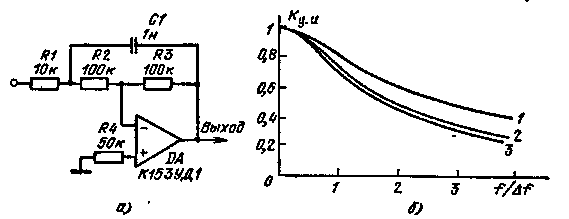 C1
1н
R1
10к
R2
100к
R3
100к
R4
50к
-
+
DA
К153УД1
Выход
а)
Kу.и
1
0,8
0,6
0,4
0,2
0
1
2
3
1
2
3
f/Δf
б)